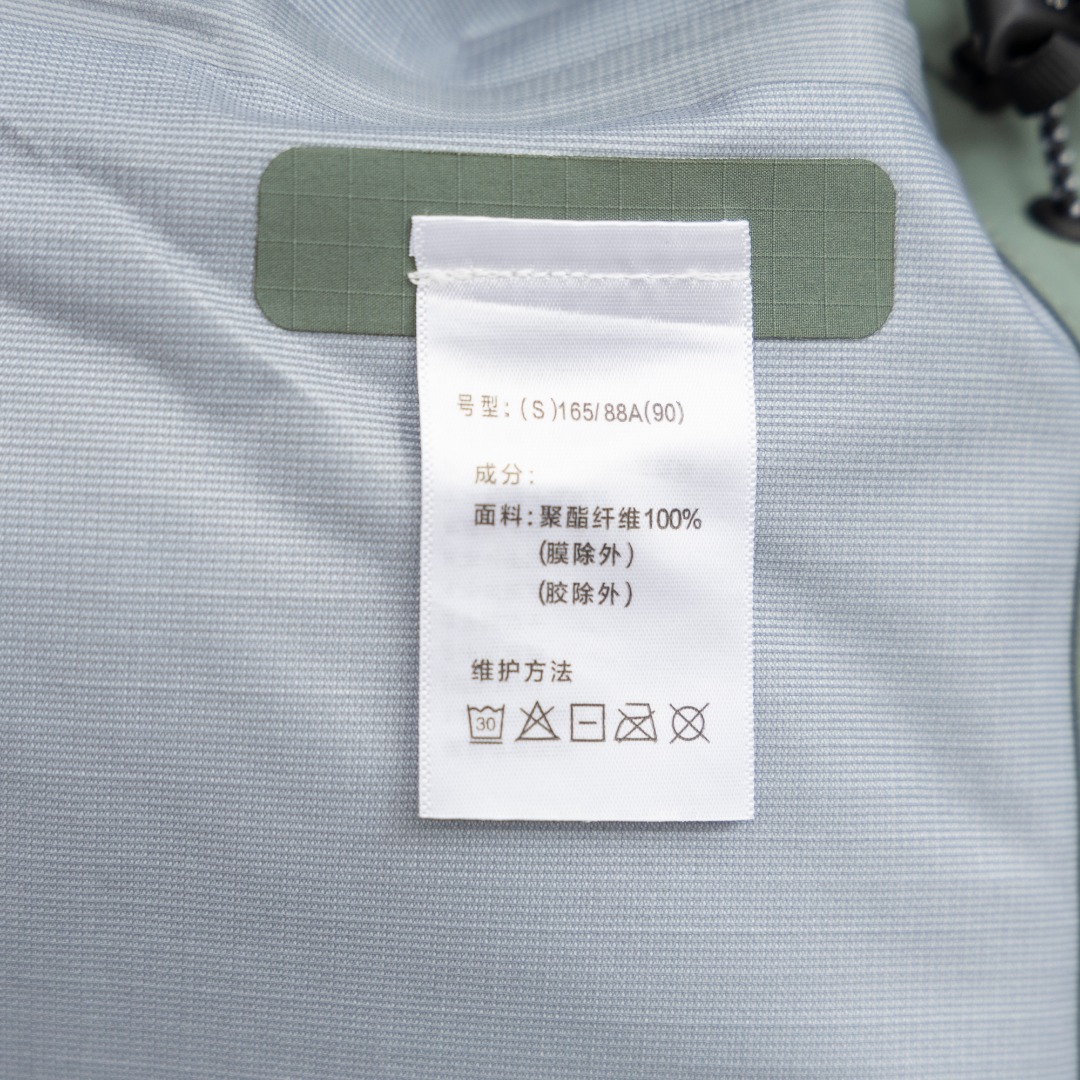 号型: (S)165/88A(90)
成分:
面料: 聚酯纤维100%
(膜除外)
(胶除外)
维护方法
30